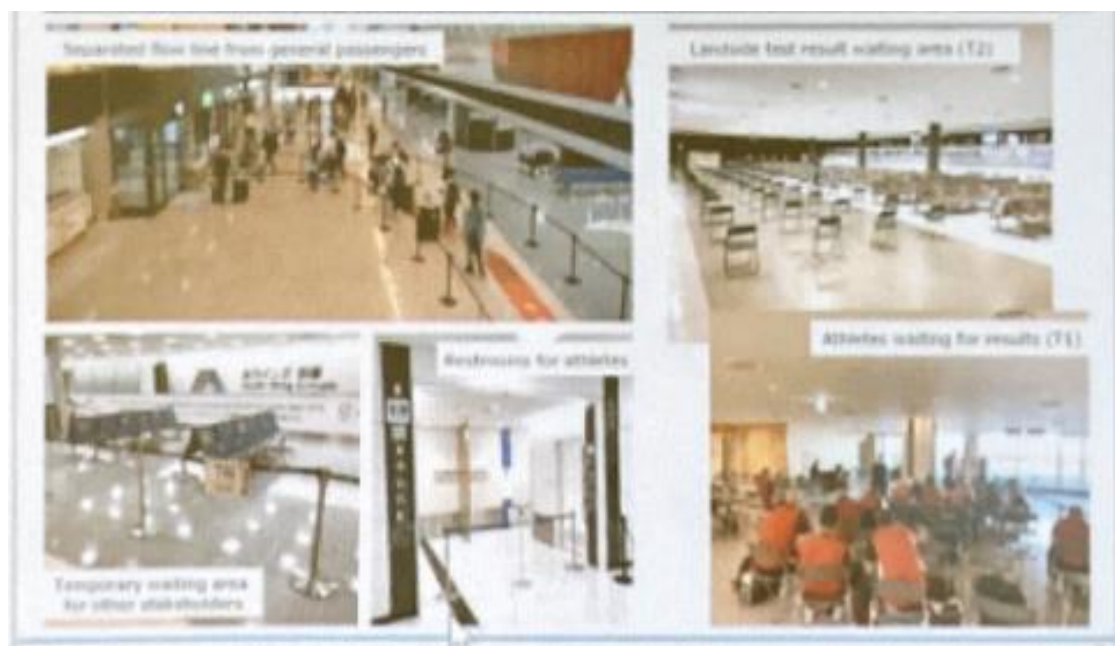 Separated flow line from general passengers
Landside test result waiting area (T2)
Athletes waiting for results (T1)
Restrooms for athletes
Temporary waiting area
for other stakeholders